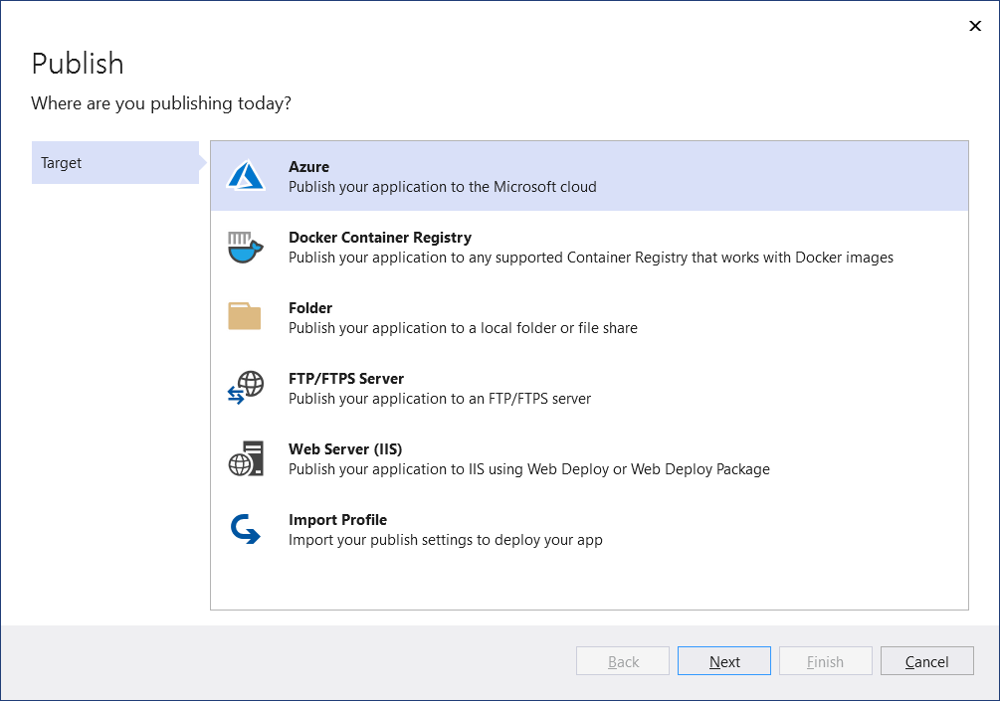 Publish
Where are you publishing today?
Target
Azure
Publish your application to the Microsoft cloud
Docker Container Registry
Publish your application to any supported Container Registry that works with Docker images
Folder
Publish your application to a local folder or file share
FTP/FTPS Server
Publish your application to an FTP/FTPS server
Web Server (IIS)
Publish your application to IIS using Web Deploy or Web Deploy Package
Import Profile
Import your publish settings to deploy your app
Back Next Finish Cancel